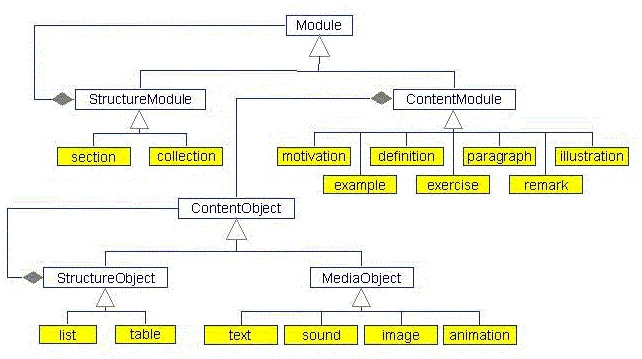 Module
StructureModule
ContentModule
section
collection
motivation
definition
paragraph
illustration
example
exercise
remark
ContentObject
StructureObject
MediaObject
list
table
text
sound
image
animation